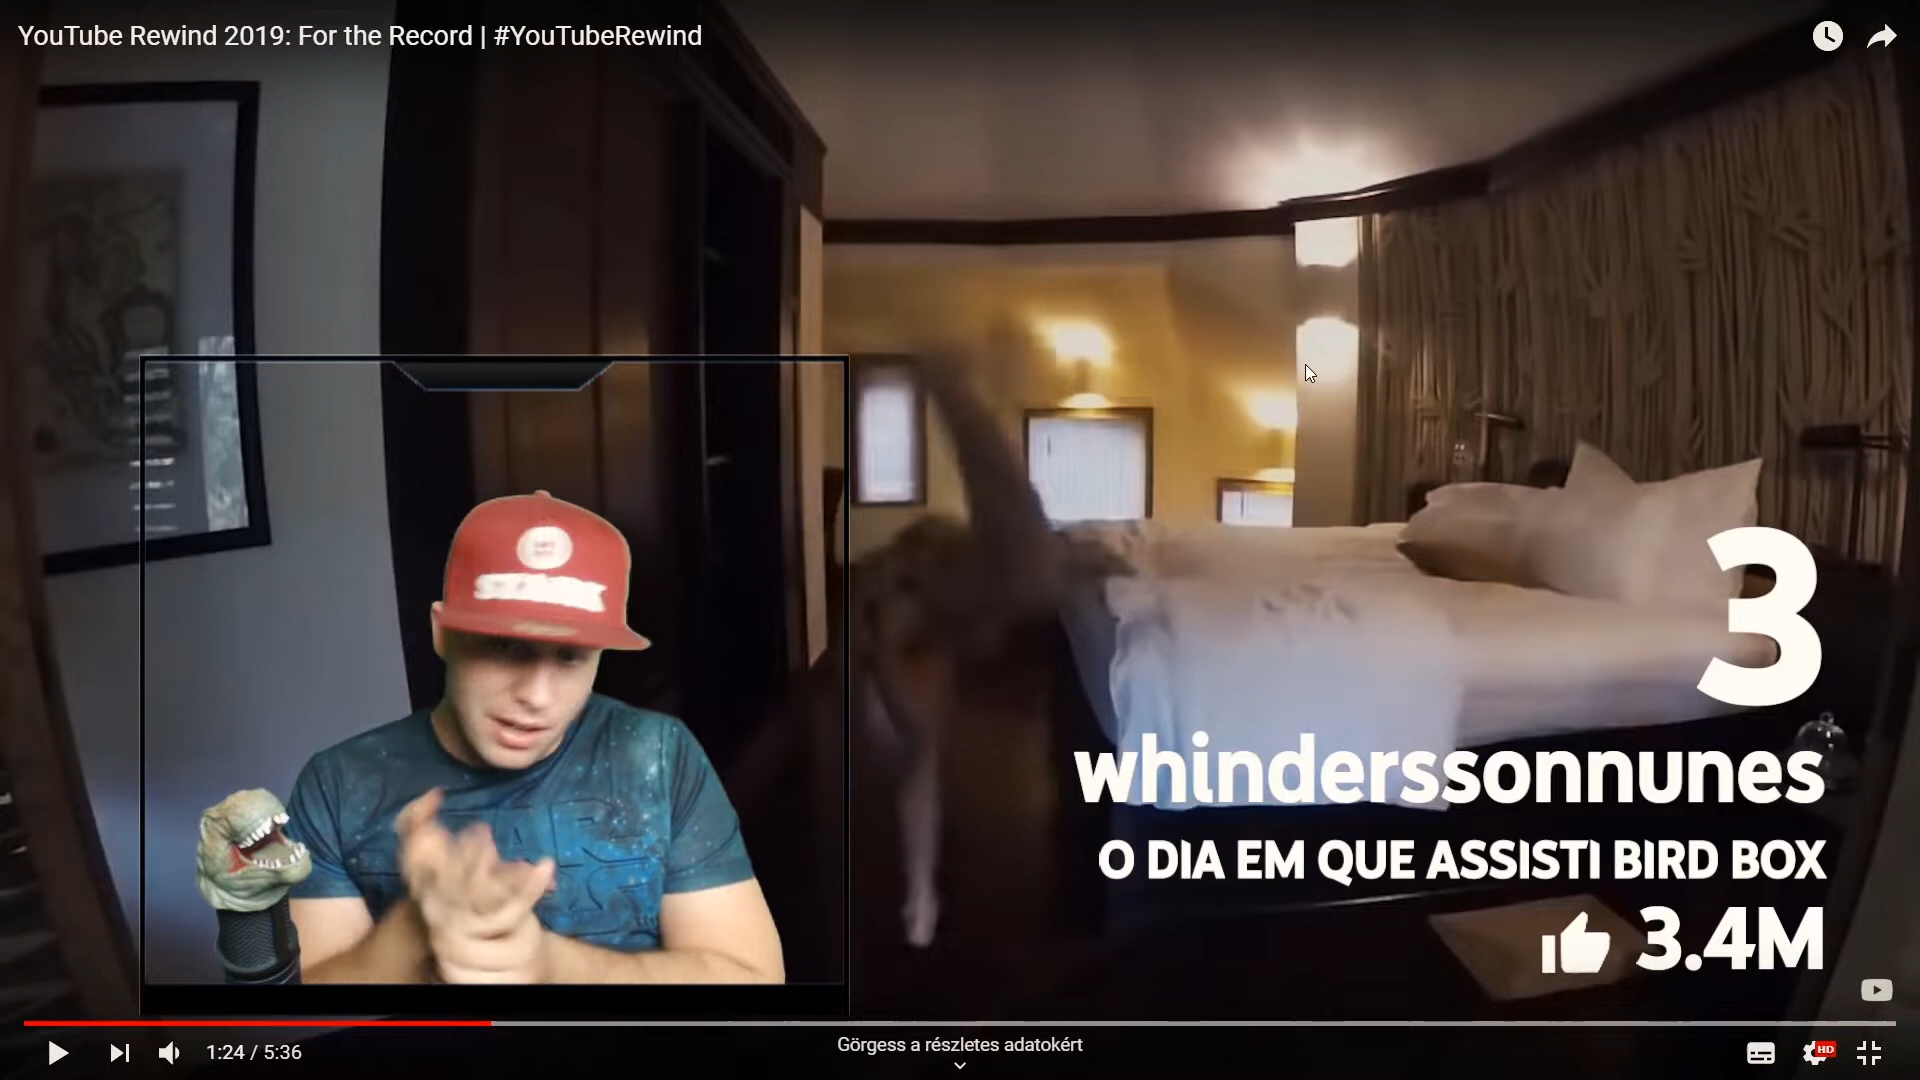 YouTube Rewind 2019: For the Record | #YouTubeRewind
3
whinderssonnunes
O DIA EM QUE ASSISTI BIRD BOX
3.4M
1:24 / 5:36
Görgess a részletes adatokért
HD